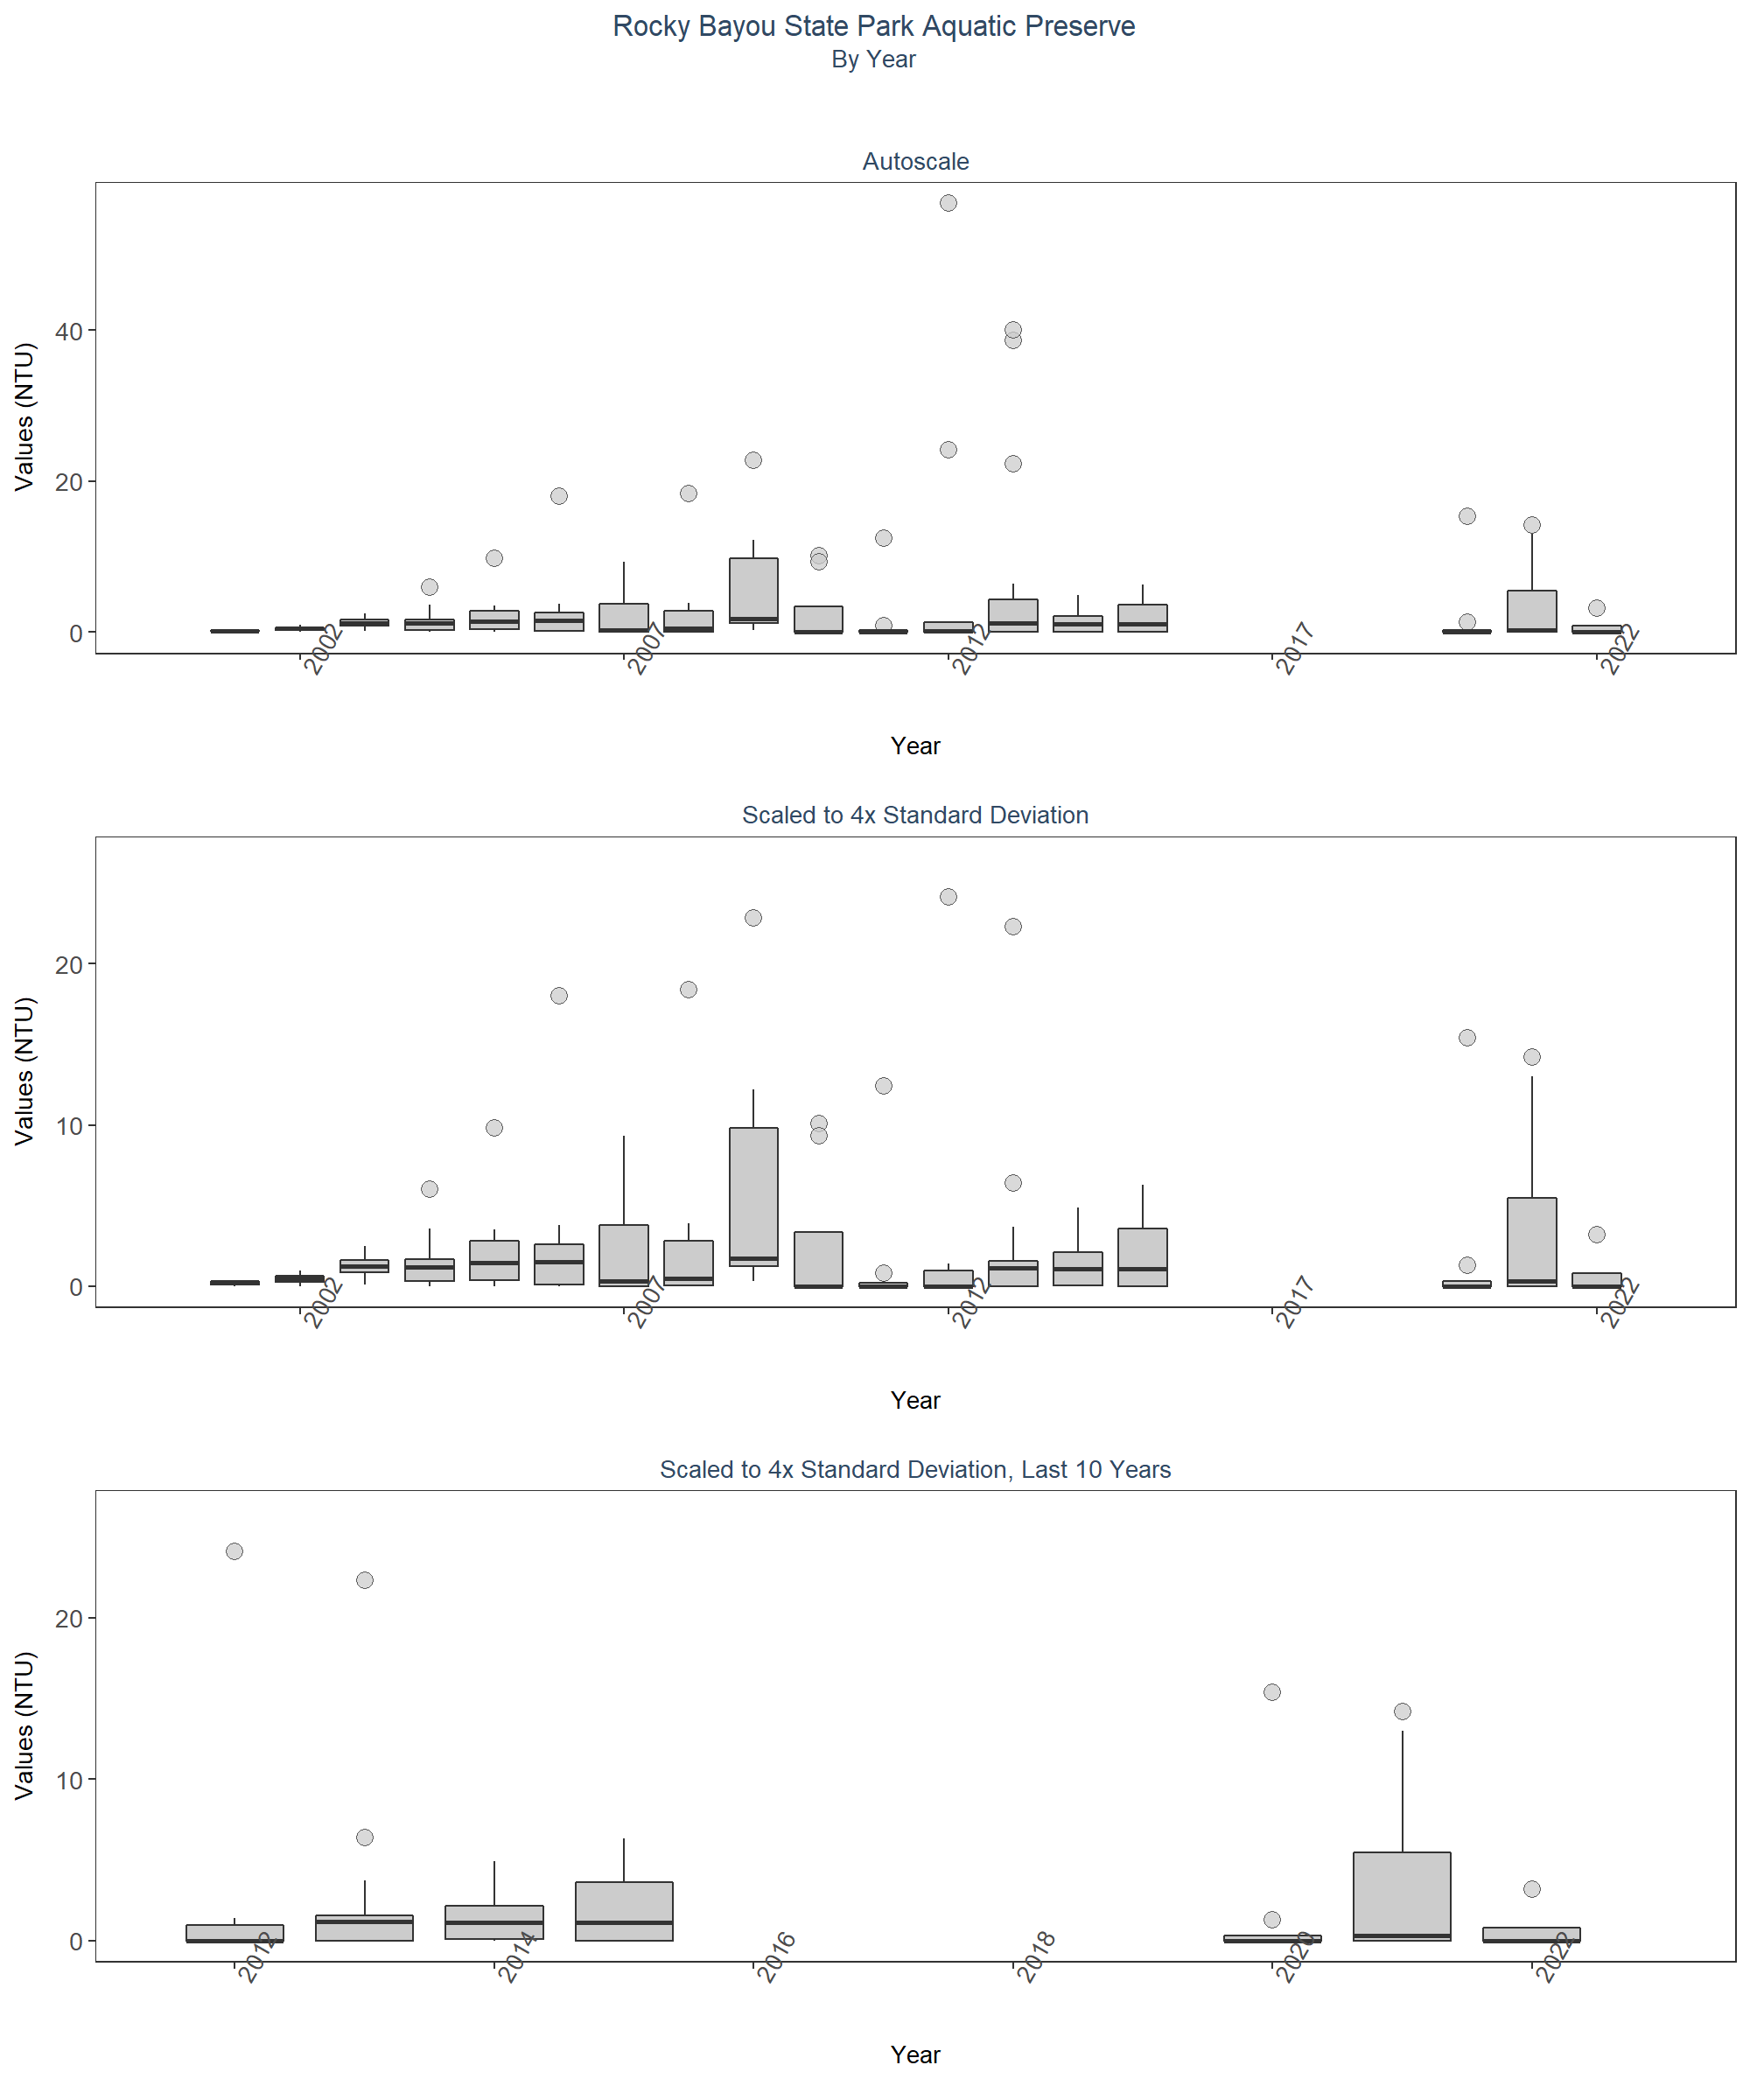 Rocky Bayou State Park Aquatic Preserve
By Year
Autoscale
Values (NTU)
40
20
0
2002
2007
2012
2017
2022
Year
Scaled to 4x Standard Deviation
Values (NTU)
20
10
0
2002
2007
2012
2017
2022
Year
Scaled to 4x Standard Deviation, Last 10 Years
Values (NTU)
20
10
0
2012
2014
2016
2018
2020
2022
Year